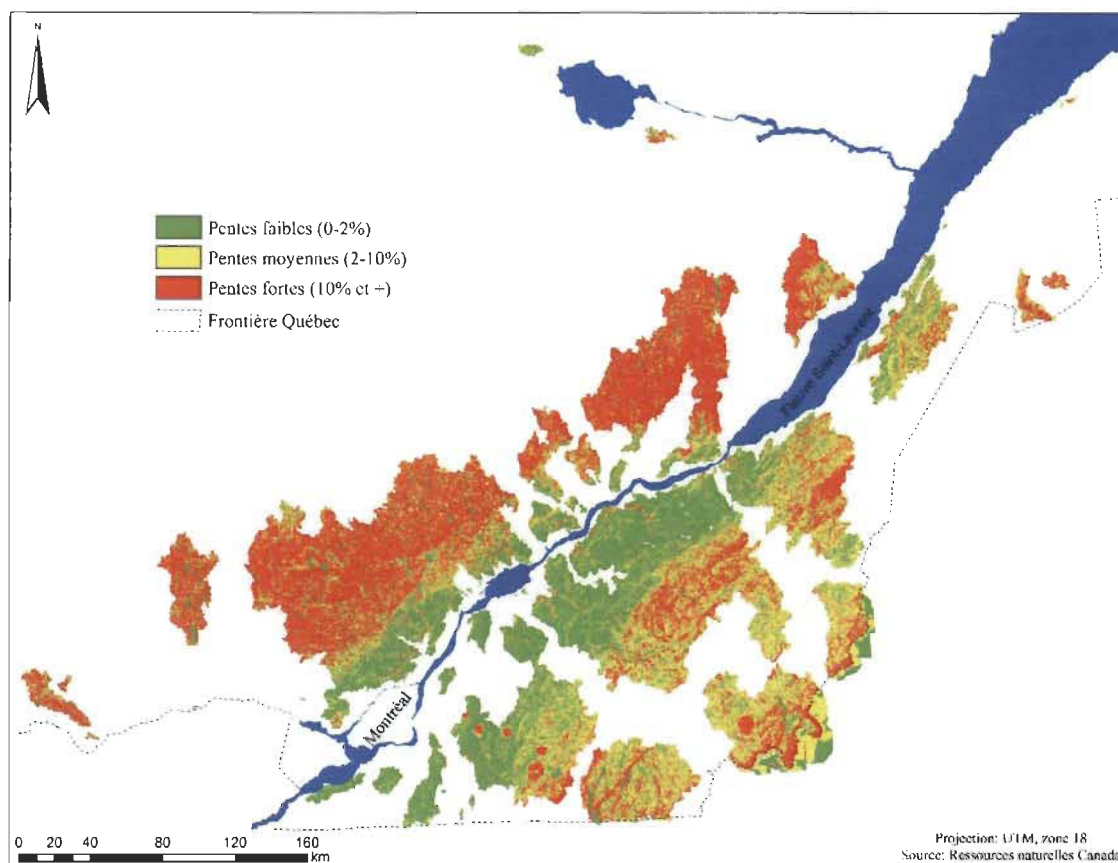 N
Pentes faibles (0-2%)
Pentes moyennes (2-10%)
Pentes fortes (10% et +)
Frontière Québec
Fleuve Saint-Laurent
Montréal
0 20 40 80 120 160
km
Projection: UTM, zone 18
Source: Ressources naturelles Canada